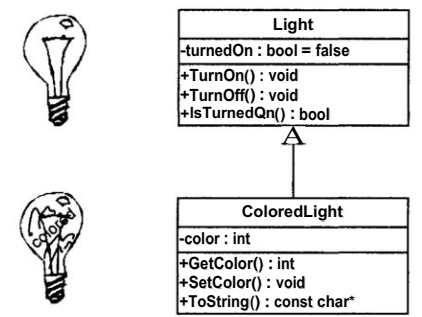 Light
-turnedOn : bool = false
+TurnOn() : void
+TurnOff() : void
+IsTurnedQn() : bool
colored
ColoredLight
-color : int
+GetColor() : int
+SetColor() : void
+ToString() : const char*